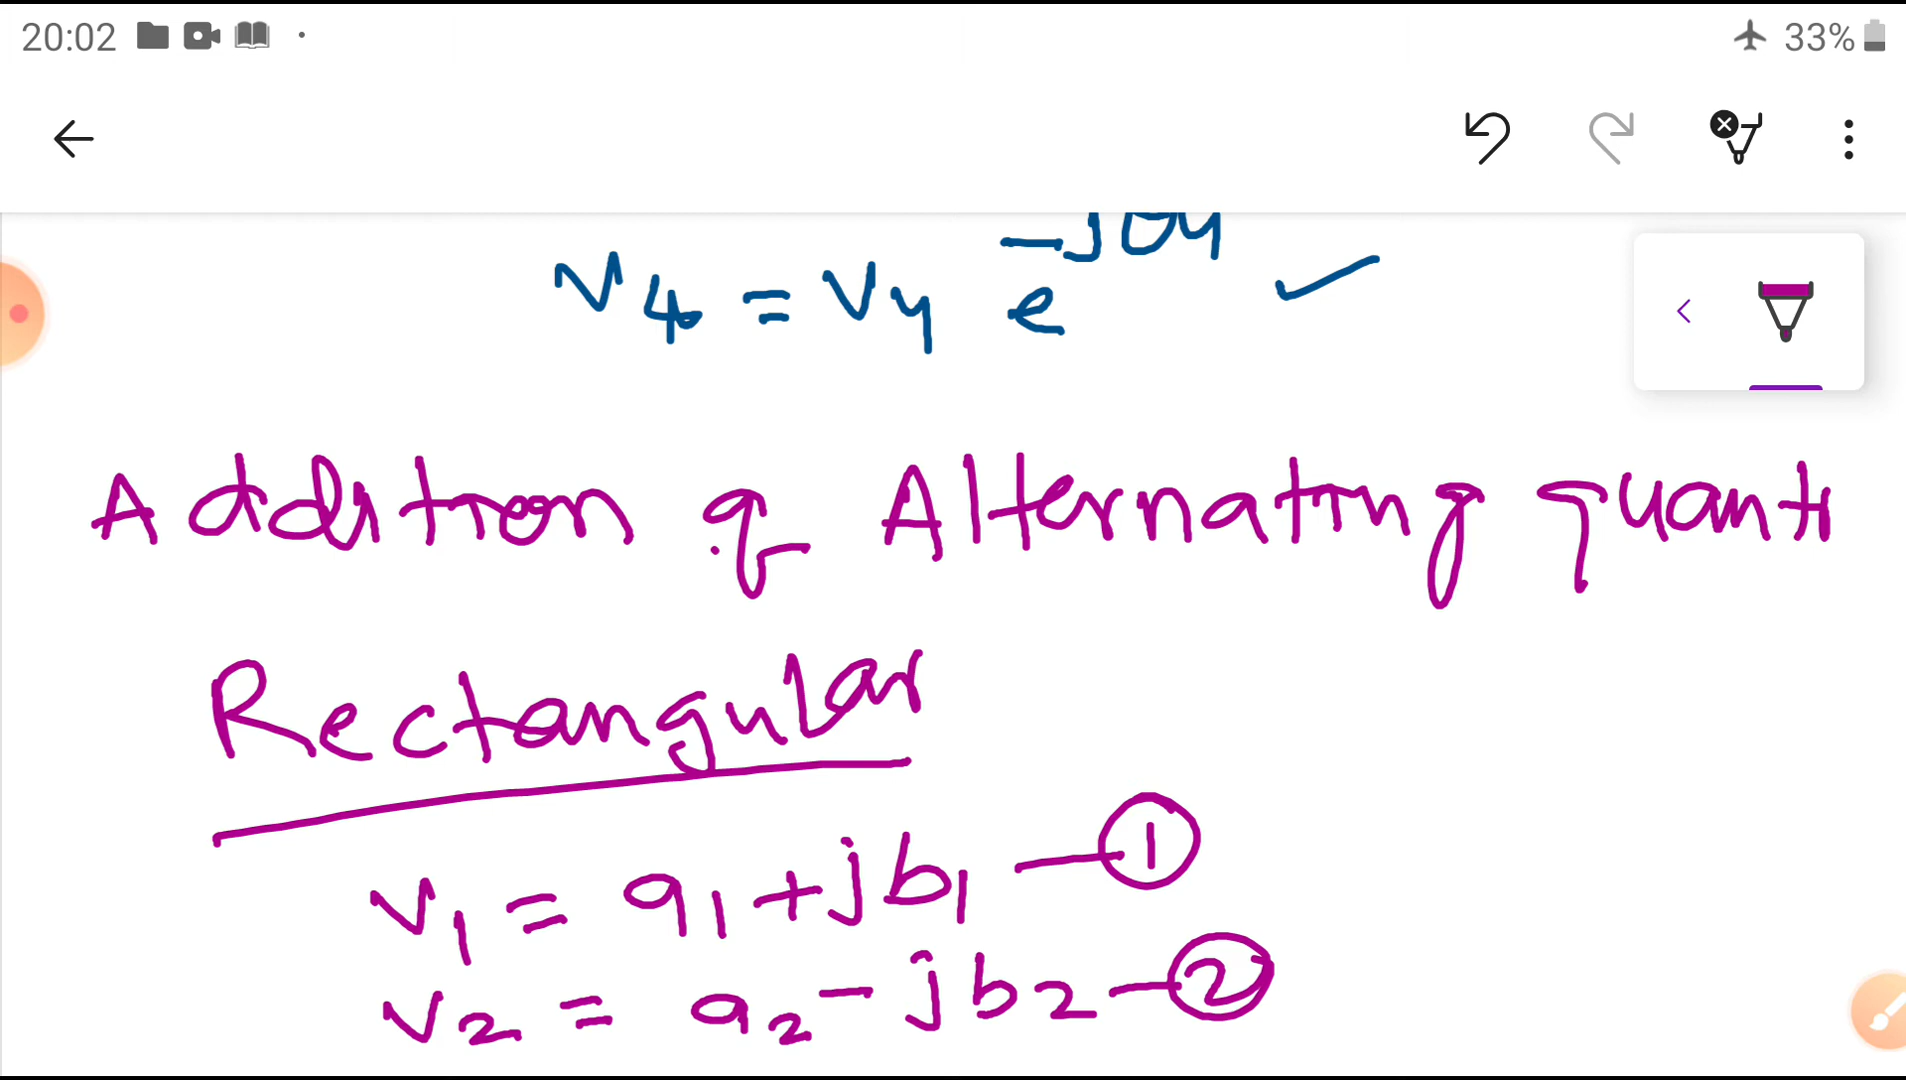 20:02 33%
V4 = V4 e^-jθ4 ✓
Addition of Alternating quanti
Rectangular
V1 = a1+jb1 — ①
V2 = a2 - jb2 — ②